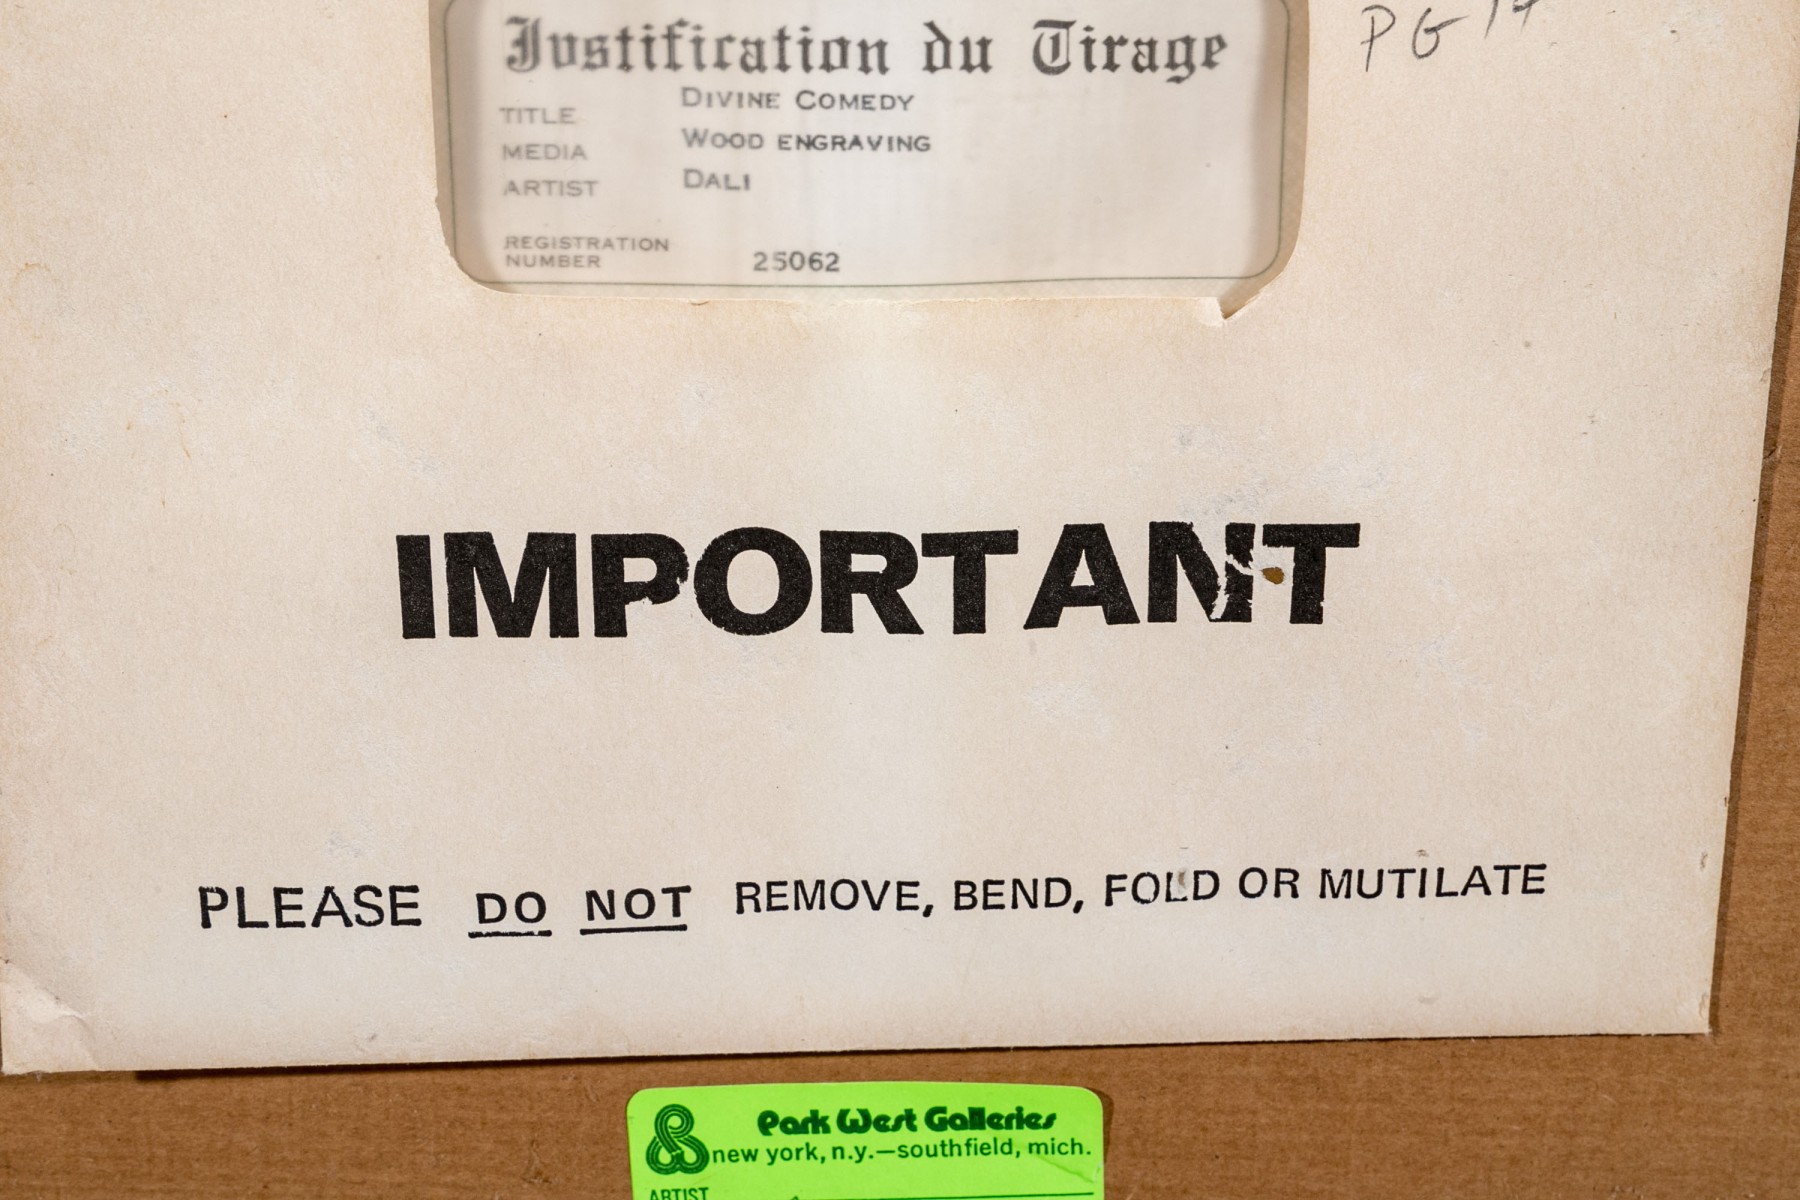 Justification du Tirage
PG
TITLE DIVINE COMEDY
MEDIA WOOD ENGRAVING
ARTIST DALI
REGISTRATION
NUMBER 25062
IMPORTANT
PLEASE DO NOT REMOVE, BEND, FOLD OR MUTILATE
Park West Galleries
new york, n.y.—southfield, mich.
ARTIST